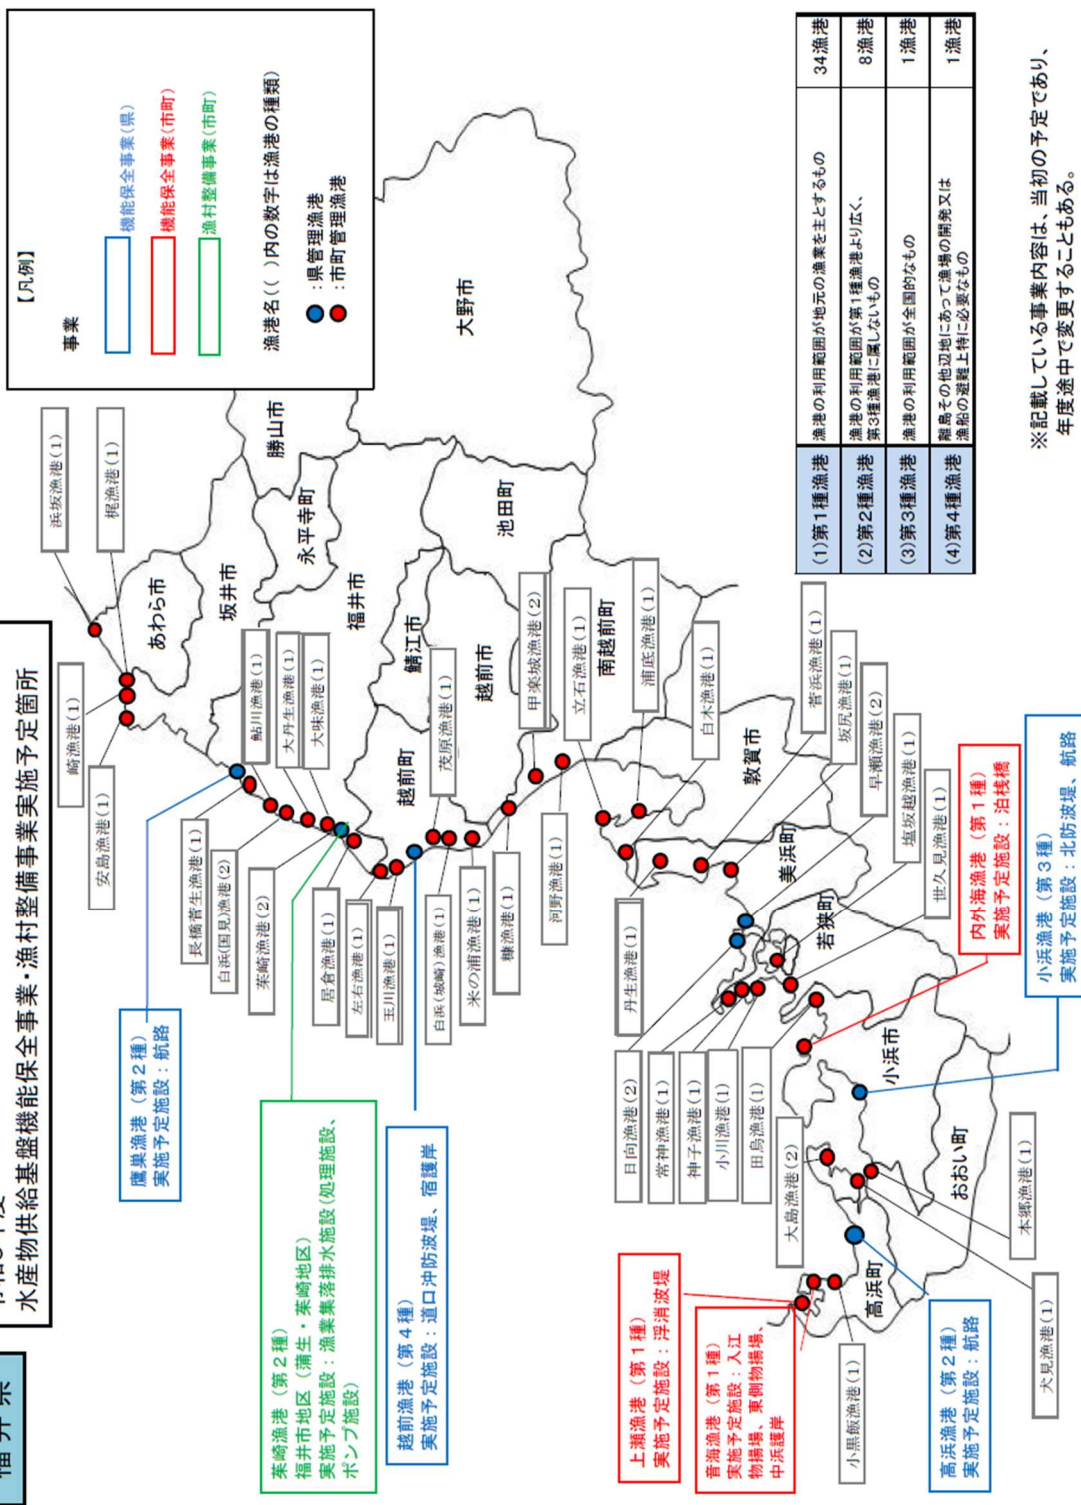 福井県
水産物供給基盤機能保全事業・漁村整備事業実施予定箇所
【凡例】
事業
機能保全事業(県)
機能保全事業(市町)
漁村整備事業(市町)
漁港名(( )内の数字は漁港の種類)
:県管理漁港
:市町管理漁港
浜坂漁港(1)
梶漁港(1)
崎漁港(1)
安島漁港(1)
あわら市
坂井市
勝山市
永平寺町
福井市
大野市
鯖江市
池田町
越前町
越前市
南越前町
敦賀市
美浜町
若狭町
小浜市
おおい町
高浜町
鷹巣漁港(第2種)
実施予定施設:航路
鮎川漁港(1)
大丹生漁港(1)
大味漁港(1)
長橋菅生漁港(1)
白浜(国見)漁港(2)
茱崎漁港(2)
居倉漁港(1)
左右漁港(1)
玉川漁港(1)
白浜(城崎)漁港(1)
米の浦漁港(1)
糠漁港(1)
河野漁港(1)
茂原漁港(1)
甲楽城漁港(2)
立石漁港(1)
浦底漁港(1)
白木漁港(1)
菅浜漁港(1)
坂尻漁港(1)
早瀬漁港(2)
塩坂越漁港(1)
世久見漁港(1)
丹生漁港(1)
日向漁港(2)
常神漁港(1)
神子漁港(1)
小川漁港(1)
田烏漁港(1)
大島漁港(2)
本郷漁港(1)
犬見漁港(1)
小黒飯漁港(1)
茱崎漁港(第2種)
福井市地区(蒲生・茱崎地区)
実施予定施設:漁業集落排水施設(処理施設、
ポンプ施設)
越前漁港(第4種)
実施予定施設:道口沖防波堤、宿護岸
内外海漁港(第1種)
実施予定施設:泊桟橋
小浜漁港(第3種)
実施予定施設:北防波堤、航路
上瀬漁港(第1種)
実施予定施設:浮消波堤
音海漁港(第1種)
実施予定施設:入江
物揚場、東側物揚場、
中浜護岸
高浜漁港(第2種)
実施予定施設:航路
(1)第1種漁港 漁港の利用範囲が地元の漁業を主とするもの 34漁港
(2)第2種漁港 漁港の利用範囲が第1種漁港より広く、
第3種漁港に属しないもの 8漁港
(3)第3種漁港 漁港の利用範囲が全国的なもの 1漁港
(4)第4種漁港 離島その他辺地にあって漁場の開発又は
漁船の避難上特に必要なもの 1漁港
※記載している事業内容は、当初の予定であり、
年度途中で変更することもある。